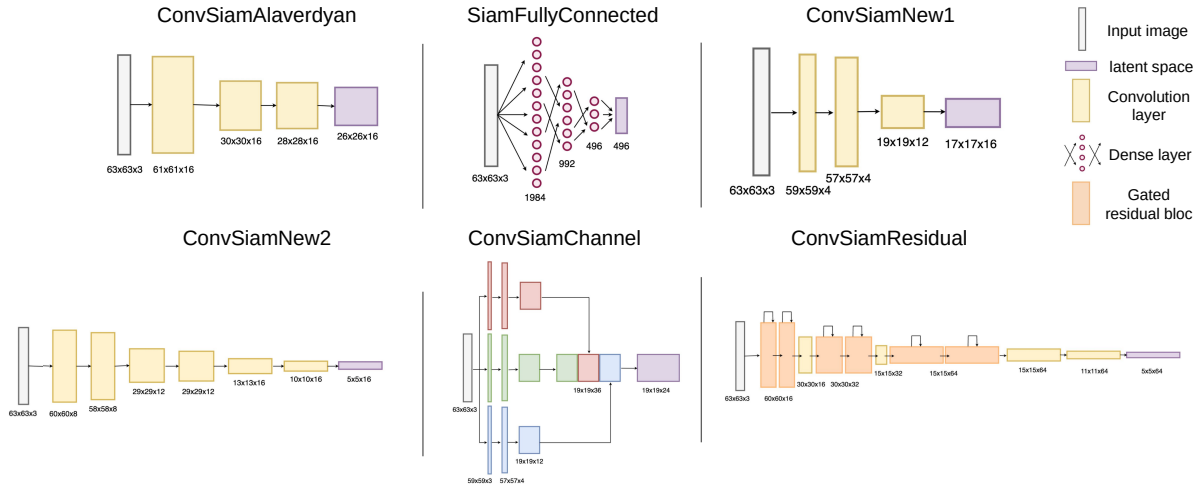 ConvSiamAlaverdyan
63x63x3
61x61x16
30x30x16
28x28x16
26x26x16
SiamFullyConnected
63x63x3
1984
992
496
496
ConvSiamNew1
63x63x3
59x59x4
57x57x4
19x19x12
17x17x16
Input image
latent space
Convolution
layer
Dense layer
Gated
residual bloc
ConvSiamNew2
63x63x3
60x60x8
58x58x8
29x29x12
29x29x12
13x13x16
10x10x16
5x5x16
ConvSiamChannel
63x63x3
59x59x3
57x57x4
19x19x12
19x19x36
19x19x24
ConvSiamResidual
63x63x3
60x60x16
30x30x16
30x30x32
15x15x32
15x15x64
15x15x64
11x11x64
5x5x64